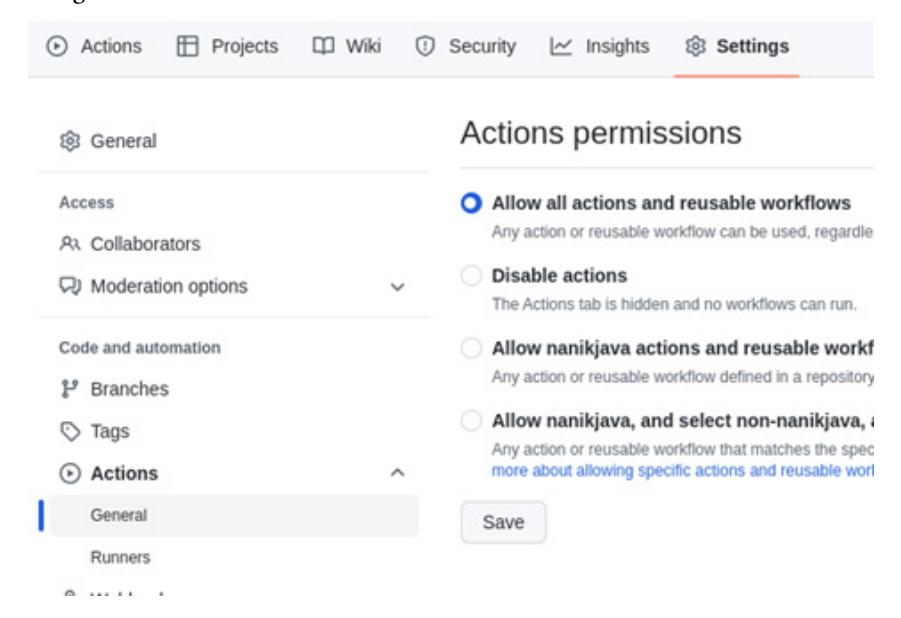 Actions Projects Wiki Security Insights Settings
General
Access
Collaborators
Moderation options
Code and automation
Branches
Tags
Actions
General
Runners
Actions permissions
Allow all actions and reusable workflows
Any action or reusable workflow can be used, regardle
Disable actions
The Actions tab is hidden and no workflows can run.
Allow nanikjava actions and reusable workf
Any action or reusable workflow defined in a repository
Allow nanikjava, and select non-nanikjava, a
Any action or reusable workflow that matches the spec
more about allowing specific actions and reusable worl
Save